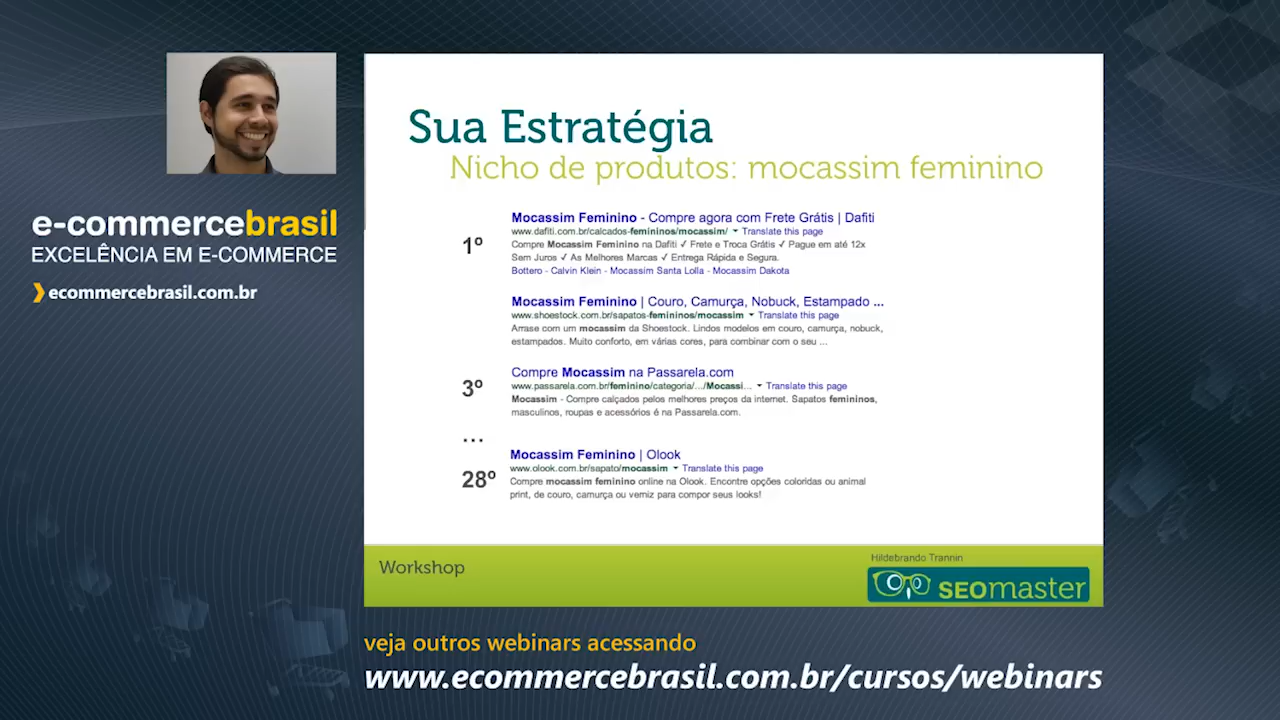 e-commercebrasil
EXCELÊNCIA EM E-COMMERCE
ecommercebrasil.com.br
Sua Estratégia
Nicho de produtos: mocassim feminino
1º
Mocassim Feminino - Compre agora com Frete Grátis | Dafiti
www.dafiti.com.br/calcados-femininos/mocassim/ Translate this page
Compre Mocassim Feminino na Dafiti ✓ Frete e Troca Grátis ✓ Pague em até 12x
Sem Juros ✓ As Melhores Marcas ✓ Entrega Rápida e Segura.
Bottero - Calvin Klein - Mocassim Santa Lolla - Mocassim Dakota
Mocassim Feminino | Couro, Camurça, Nobuck, Estampado ...
www.shoestock.com.br/sapatos-femininos/mocassim Translate this page
Arrase com um mocassim da Shoestock. Lindos modelos em couro, camurça, nobuck,
estampados. Muito conforto, em várias cores, para combinar com o seu ...
3º
Compre Mocassim na Passarela.com
www.passarela.com.br/feminino/categoria/.../Mocassi... Translate this page
Mocassim - Compre calçados pelos melhores preços da internet. Sapatos femininos,
masculinos, roupas e acessórios é na Passarela.com.
...
28º
Mocassim Feminino | Olook
www.olook.com.br/sapato/mocassim Translate this page
Compre mocassim feminino online na Olook. Encontre opções coloridas ou animal
print, de couro, camurça ou verniz para compor seus looks!
Workshop
Hildebrando Trannin
SEOmaster
veja outros webinars acessando
www.ecommercebrasil.com.br/cursos/webinars